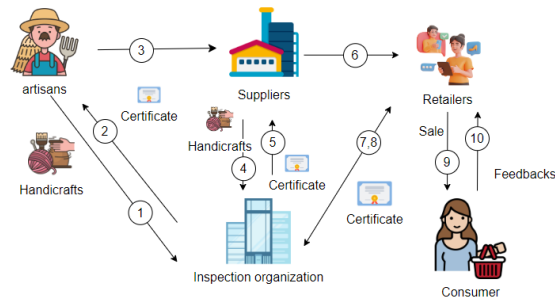 3
6
artisans
Suppliers
Retailers
Certificate
2
Handicrafts
5
7,8
Sale
10
Handicrafts
4
Certificate
9
Feedbacks
Certificate
1
Inspection organization
Consumer